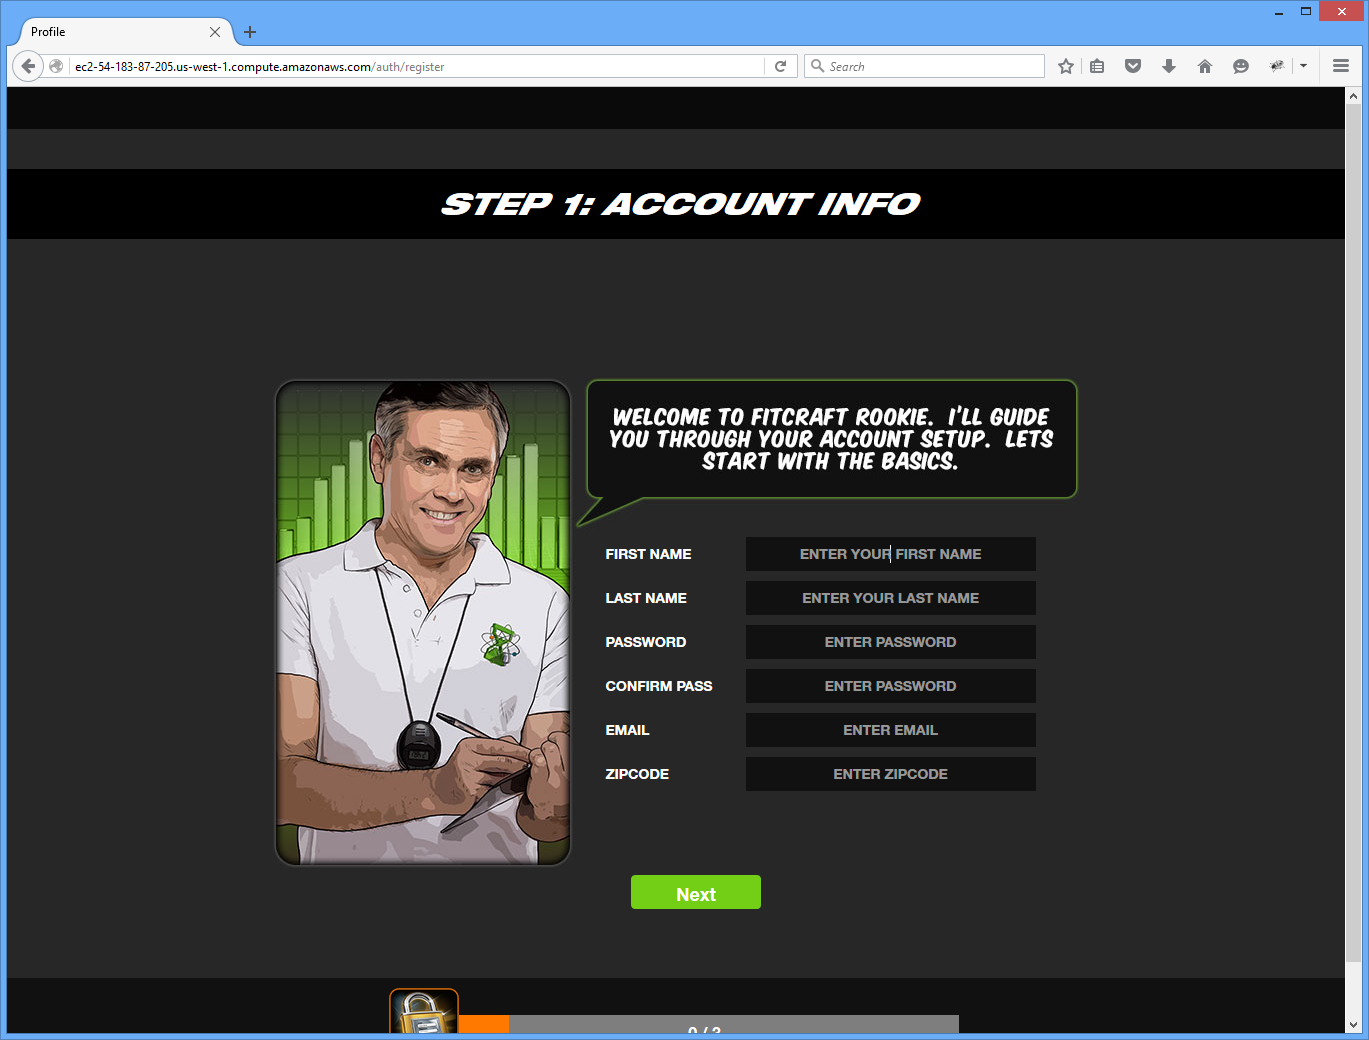 Profile
ec2-54-183-87-205.us-west-1.compute.amazonaws.com/auth/register
Search
STEP 1: ACCOUNT INFO
WELCOME TO FITCRAFT ROOKIE. I'LL GUIDE
YOU THROUGH YOUR ACCOUNT SETUP. LETS
START WITH THE BASICS.
FIRST NAME ENTER YOUR FIRST NAME
LAST NAME ENTER YOUR LAST NAME
PASSWORD ENTER PASSWORD
CONFIRM PASS ENTER PASSWORD
EMAIL ENTER EMAIL
ZIPCODE ENTER ZIPCODE
Next